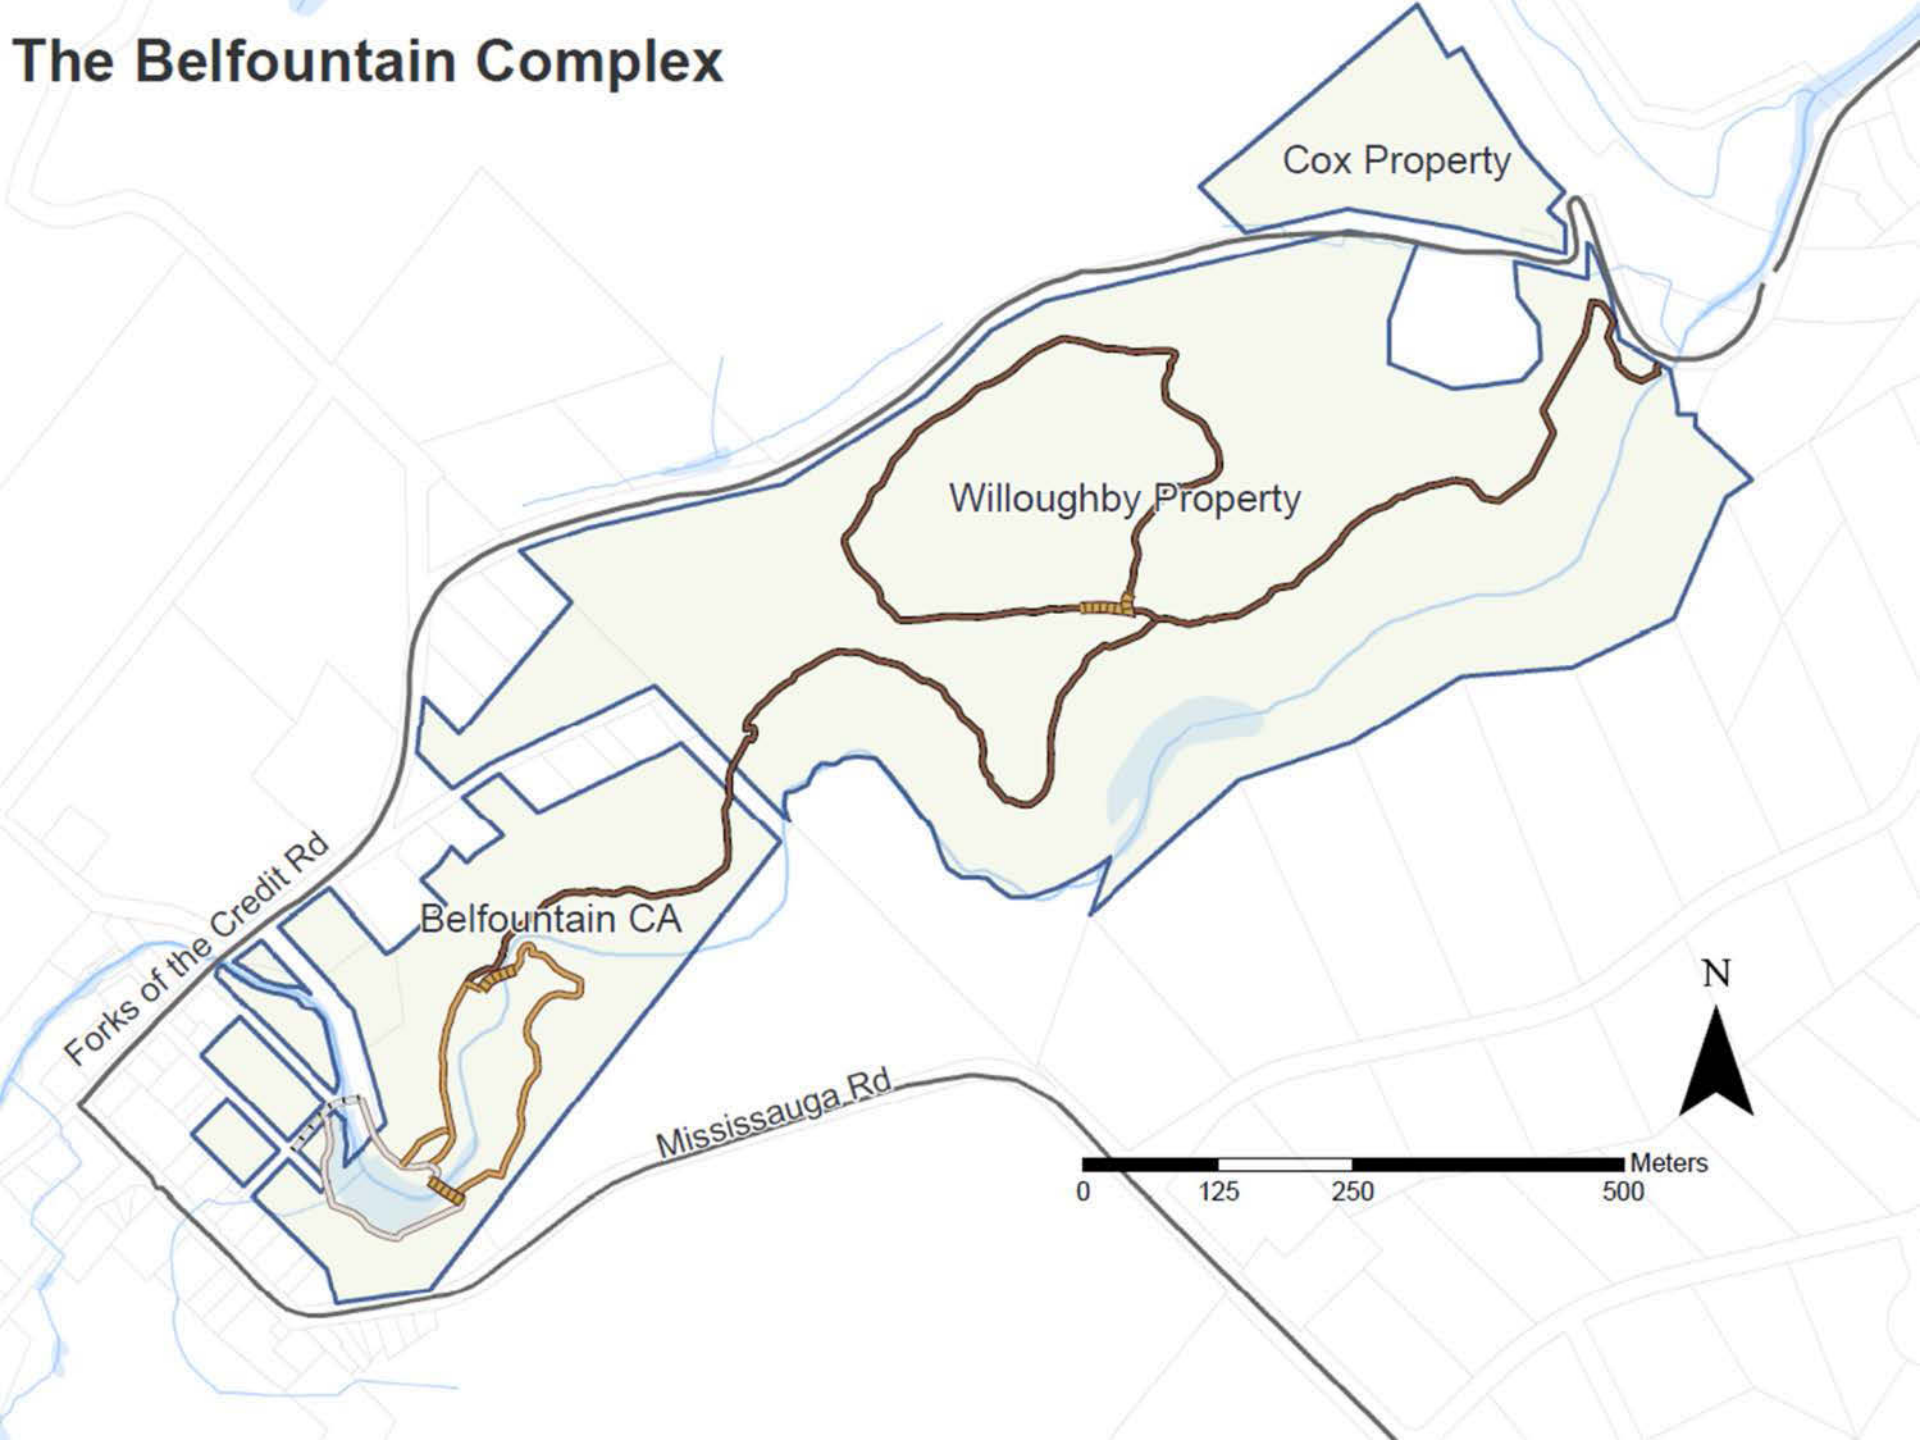 The Belfountain Complex
Cox Property
Willoughby Property
Forks of the Credit Rd
Belfountain CA
N
Mississauga Rd
Meters
0 125 250 500